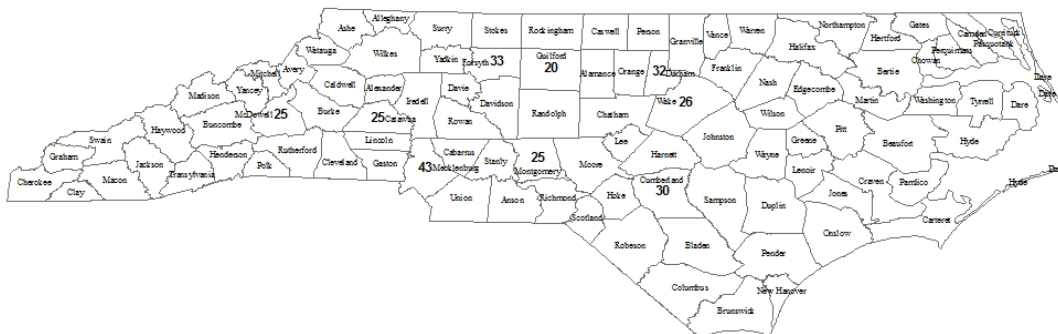 Ashe
Alleghany
Surry
Stokes
Rockingham
Caswell
Person
Granville
Vance
Warren
Northampton
Gates
Camden
Currituck
Pasquotank
Perquimans
Chowan
Hertford
Halifax
Watauga
Wilkes
Yadkin
Forsyth 33
Guilford
20
Alamance
Orange
32 Durham
Franklin
Nash
Edgecombe
Bertie
Martin
Washington
Tyrrell
Dare
Dare
Dare
Mitchell
Avery
Yancey
Caldwell
Alexander
Iredell
Davie
Davidson
Randolph
Chatham
Wake
26
Wilson
Pitt
Beaufort
Hyde
Madison
McDowell 25
Burke
25 Catawba
Rowan
Lincoln
Lee
Johnston
Greene
Swain
Haywood
Buncombe
Rutherford
Henderson
Polk
Cleveland
Gaston
43
Cabarrus
Mecklenburg
Stanly
25
Montgomery
Moore
Harnett
Wayne
Lenoir
Craven
Pamlico
Graham
Jackson
Transylvania
Cherokee
Macon
Clay
Union
Anson
Richmond
Scotland
Hoke
Cumberland
30
Sampson
Duplin
Jones
Carteret
Hyde
Onslow
Robeson
Bladen
Pender
Columbus
New Hanover
Brunswick